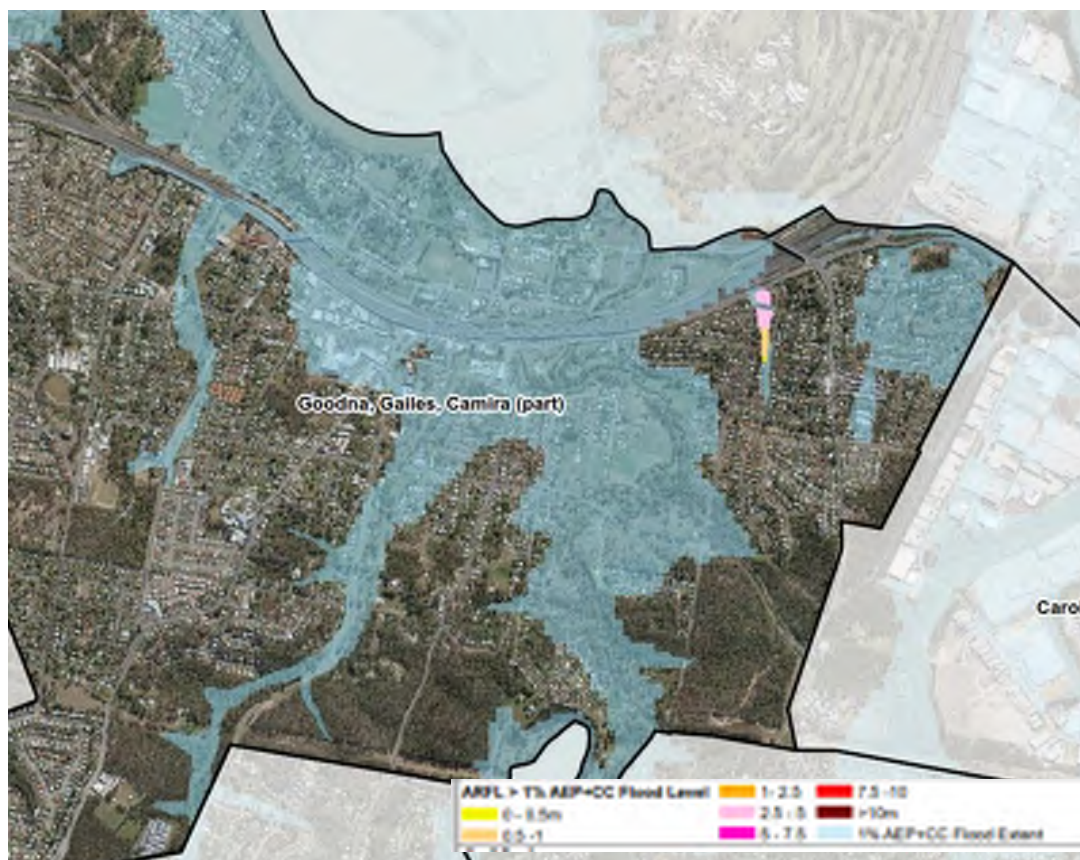 Goodna, Gailes, Camira (part)
Caro
ARFL > 1% AEP+CC Flood Level
0 - 0.5m
0.5 -1
1- 2.5
2.5 - 5
5 - 7.5
7.5 -10
>10m
1% AEP+CC Flood Extent